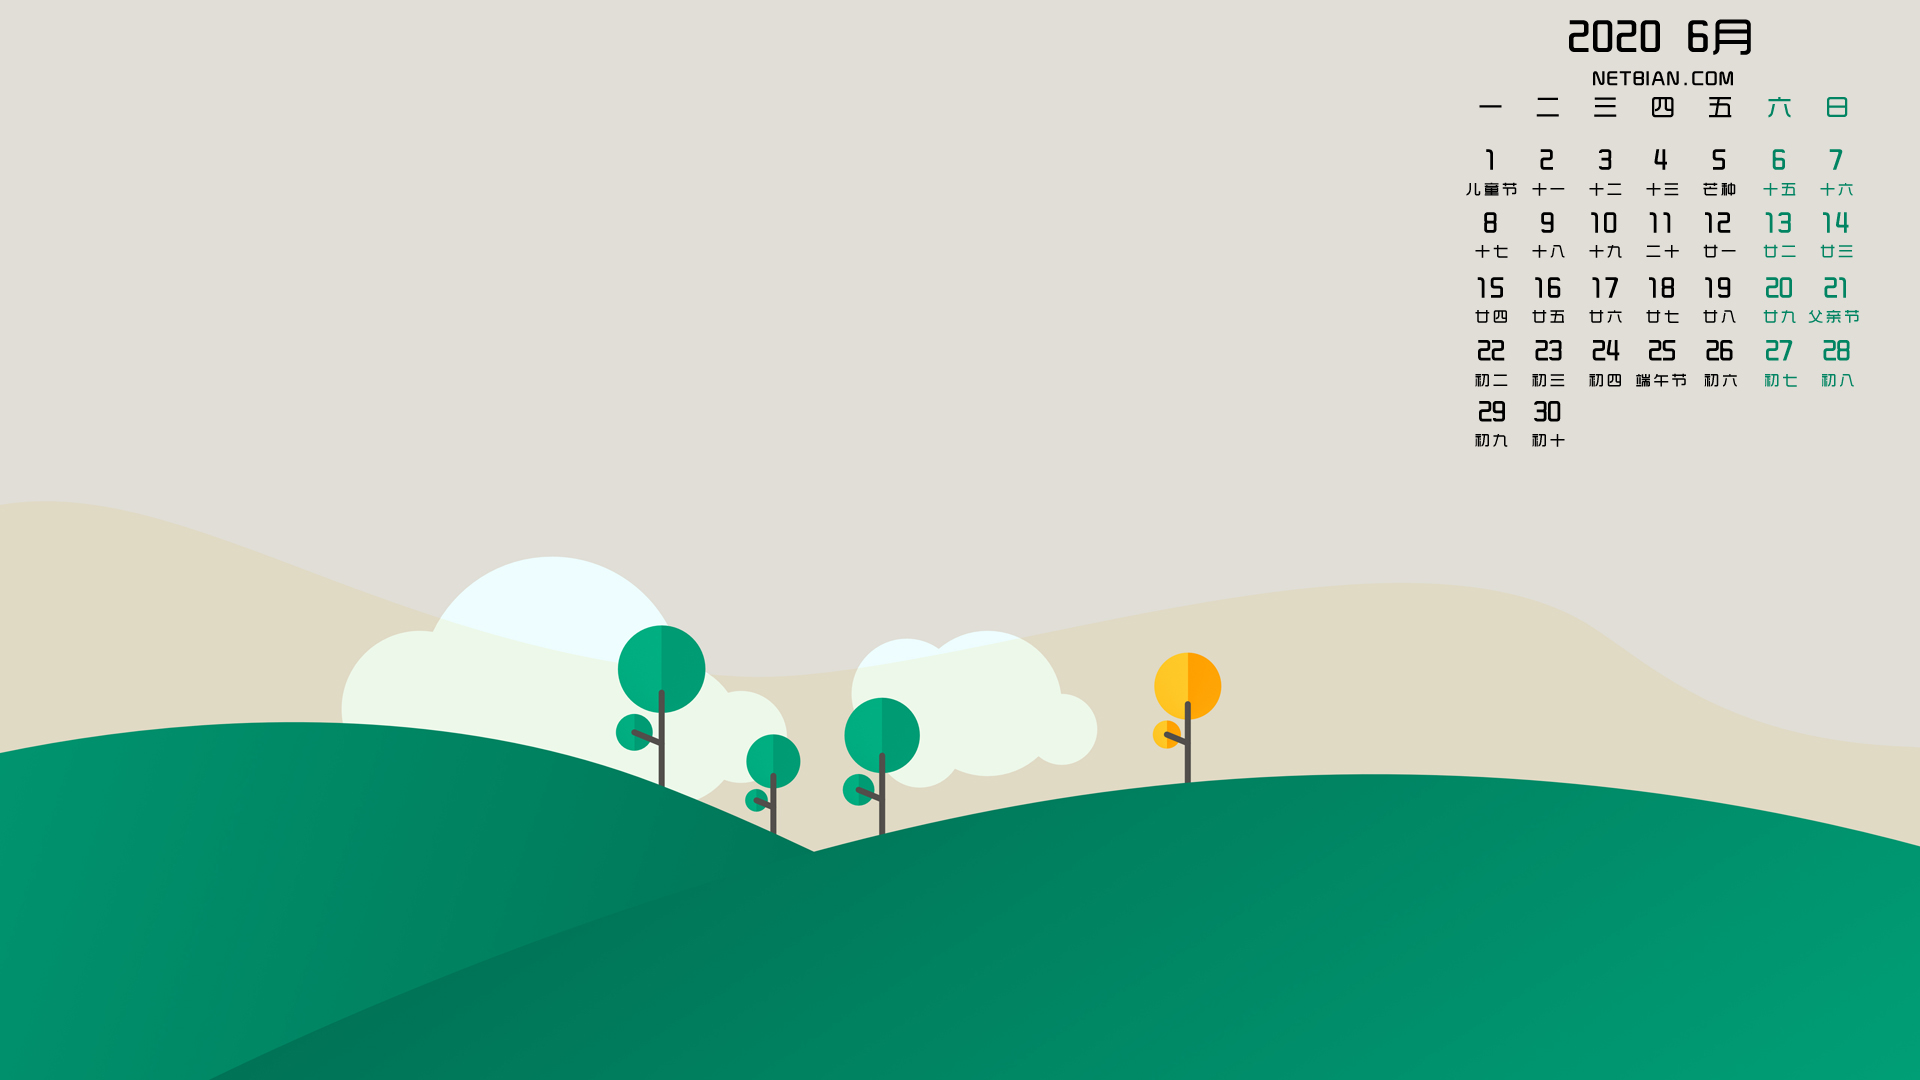 2020 6月
NETBIAN.COM
一 二 三 四 五 六 日
1 2 3 4 5 6 7
儿童节 十一 十二 十三 芒种 十五 十六
8 9 10 11 12 13 14
十七 十八 十九 二十 廿一 廿二 廿三
15 16 17 18 19 20 21
廿四 廿五 廿六 廿七 廿八 廿九 父亲节
22 23 24 25 26 27 28
初二 初三 初四 端午节 初六 初七 初八
29 30
初九 初十